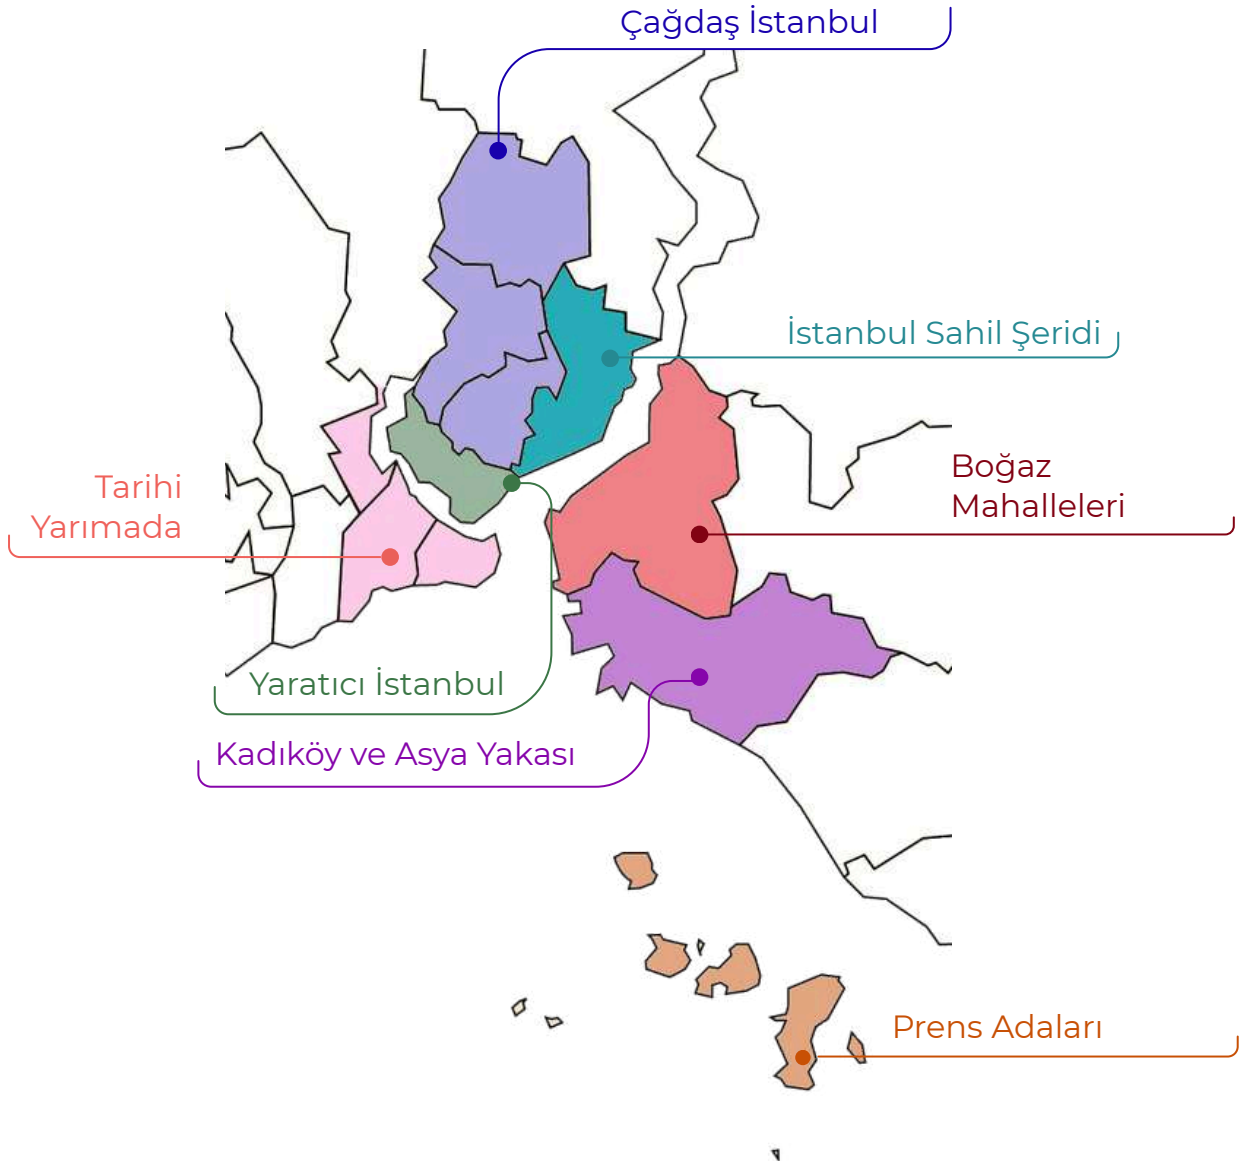 Çağdaş İstanbul
İstanbul Sahil Şeridi
Boğaz
Mahalleleri
Tarihi
Yarımada
Yaratıcı İstanbul
Kadıköy ve Asya Yakası
Prens Adaları